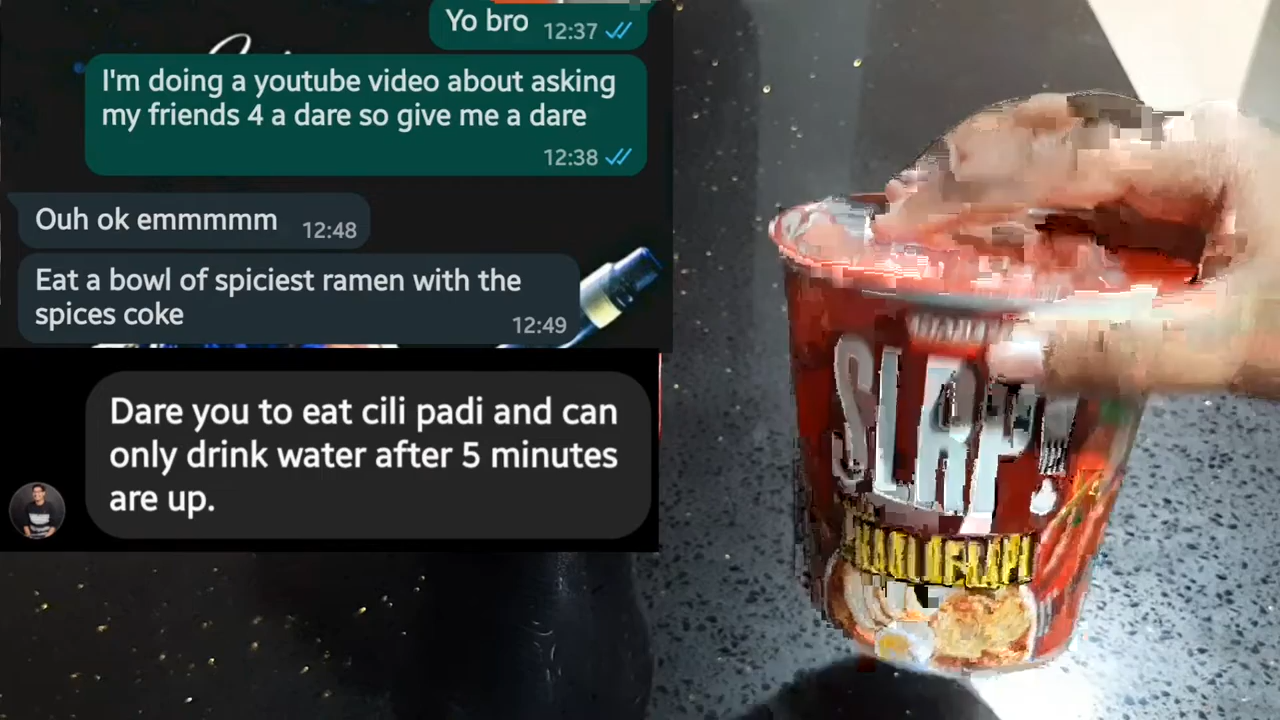 Yo bro 12:37
I'm doing a youtube video about asking
my friends 4 a dare so give me a dare
12:38
Ouh ok emmmmm 12:48
Eat a bowl of spiciest ramen with the
spices coke 12:49
Dare you to eat cili padi and can
only drink water after 5 minutes
are up.
SLAP!